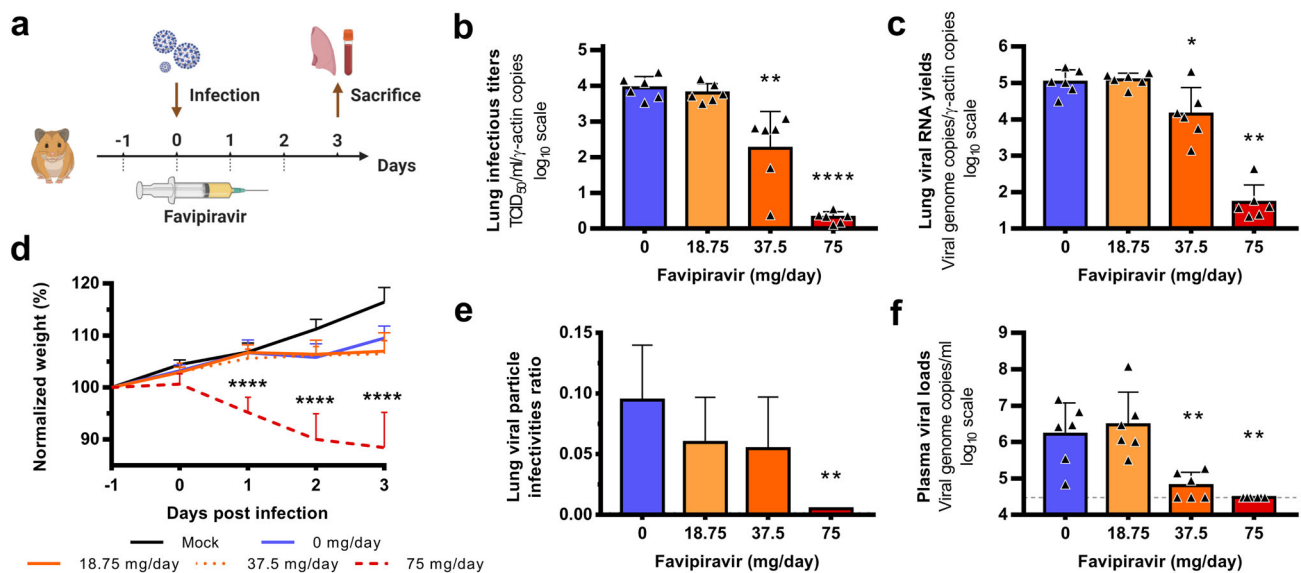 a
Infection
Sacrifice
-1 0 1 2 3
Days
Favipiravir
b
Lung infectious titers
TCID50/ml/γ-actin copies
log10 scale
5
4
3
2
1
0
**
****
0 18.75 37.5 75
Favipiravir (mg/day)
c
Lung viral RNA yields
Viral genome copies/γ-actin copies
log10 scale
6
5
4
3
2
1
*
**
0 18.75 37.5 75
Favipiravir (mg/day)
d
Normalized weight (%)
120
110
100
90
**** **** ****
-1 0 1 2 3
Days post infection
Mock 0 mg/day
18.75 mg/day 37.5 mg/day 75 mg/day
e
Lung viral particle
infectivities ratio
0.15
0.10
0.05
0.00
**
0 18.75 37.5 75
Favipiravir (mg/day)
f
Plasma viral loads
Viral genome copies/ml
log10 scale
9
8
7
6
5
4
** **
0 18.75 37.5 75
Favipiravir (mg/day)